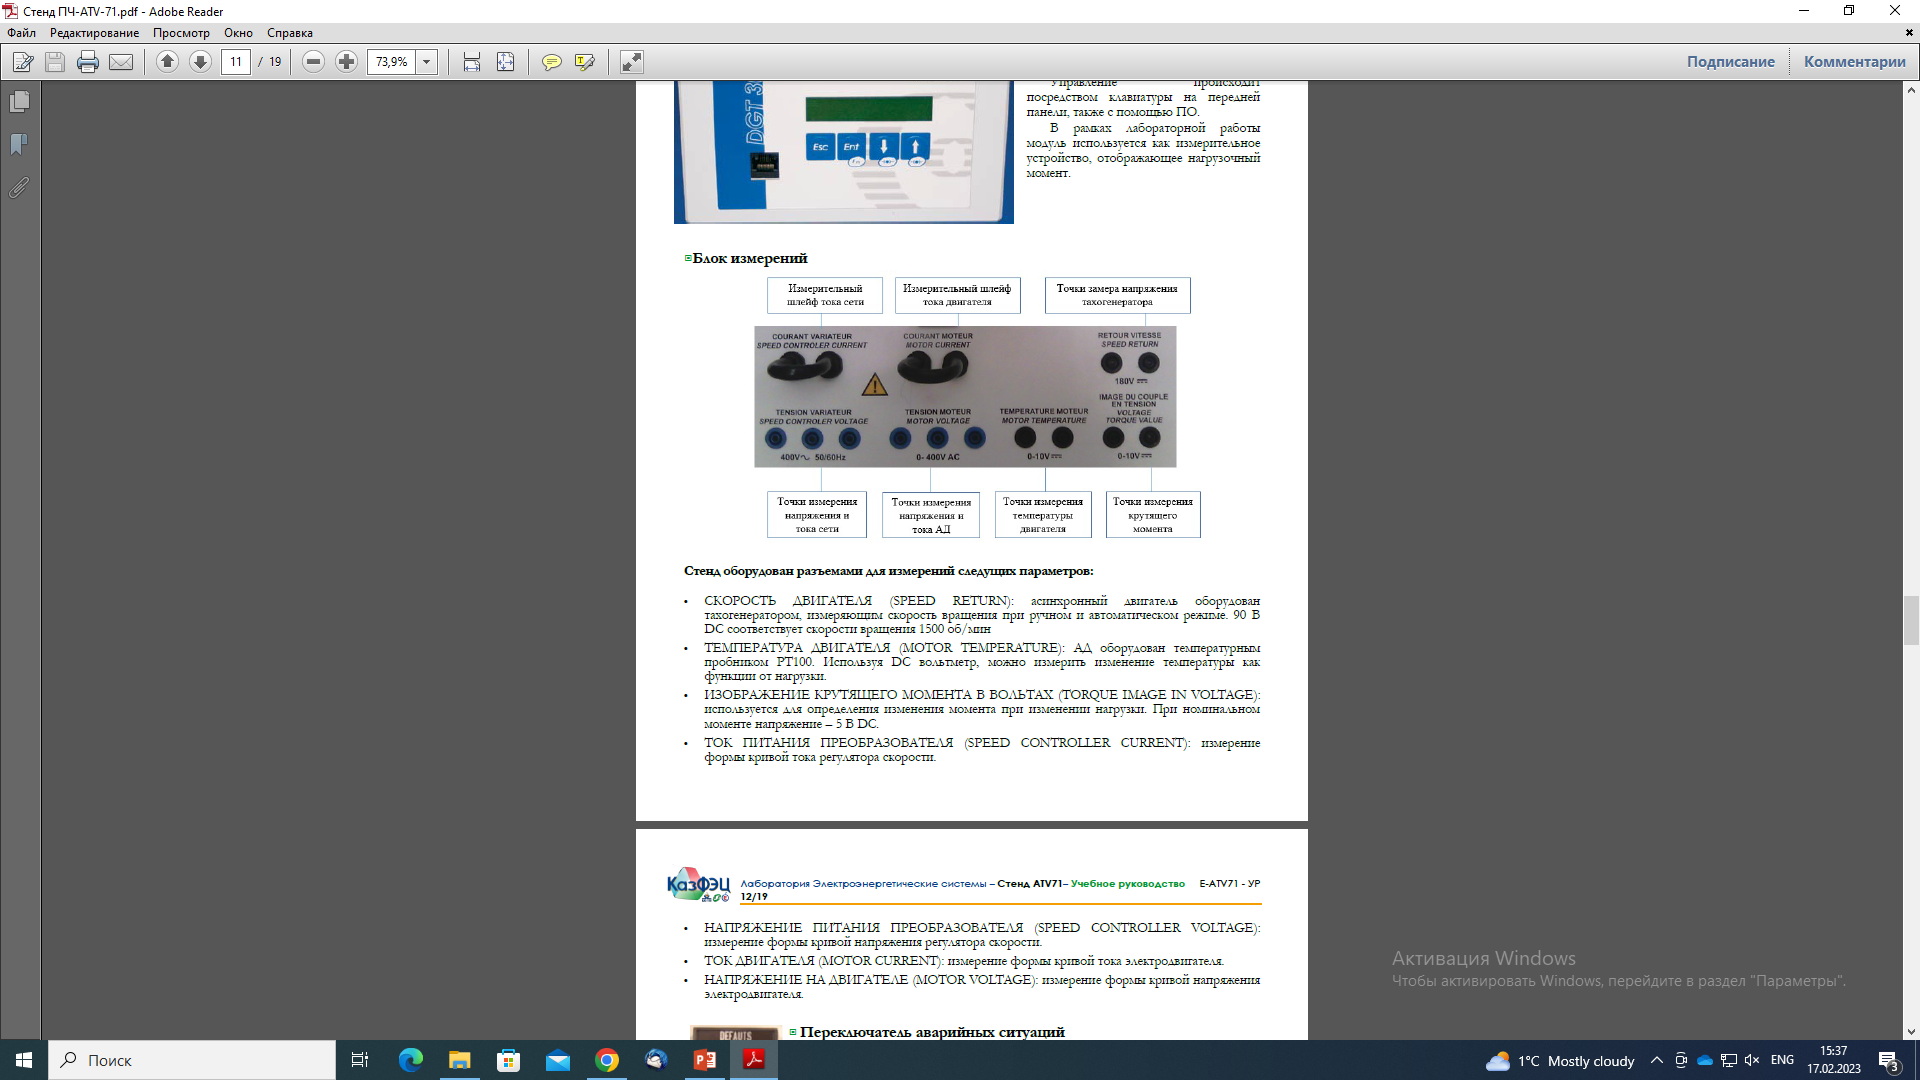 Стенд ПЧ-ATV-71.pdf - Adobe Reader
Файл Редактирование Просмотр Окно Справка
11 / 19
73,9%
Подписание Комментарии
DGT 3
Esc Ent
Управление происходит
посредством клавиатуры на передней
панели, также с помощью ПО.
В рамках лабораторной работы
модуль используется как измерительное
устройство, отображающее нагрузочный
момент.
Блок измерений
Измерительный
шлейф тока сети
Измерительный шлейф
тока двигателя
Точки замера напряжения
тахогенератора
COURANT VARIATEUR
SPEED CONTROLER CURRENT
COURANT MOTEUR
MOTOR CURRENT
RETOUR VITESSE
SPEED RETURN
180V
TENSION VARIATEUR
SPEED CONTROLER VOLTAGE
400V 50/60Hz
TENSION MOTEUR
MOTOR VOLTAGE
0- 400V AC
TEMPERATURE MOTEUR
MOTOR TEMPERATURE
0-10V
IMAGE DU COUPLE
EN TENSION
VOLTAGE
TORQUE VALUE
0-10V
Точки измерения
напряжения и
тока сети
Точки измерения
напряжения и
тока АД
Точки измерения
температуры
двигателя
Точки измерения
крутящего
момента
Стенд оборудован разъемами для измерений следущих параметров:
• СКОРОСТЬ ДВИГАТЕЛЯ (SPEED RETURN): асинхронный двигатель оборудован
тахогенератором, измеряющим скорость вращения при ручном и автоматическом режиме. 90 В
DC соответствует скорости вращения 1500 об/мин
• ТЕМПЕРАТУРА ДВИГАТЕЛЯ (MOTOR TEMPERATURE): АД оборудован температурным
пробником PT100. Используя DC вольтметр, можно измерить изменение температуры как
функции от нагрузки.
• ИЗОБРАЖЕНИЕ КРУТЯЩЕГО МОМЕНТА В ВОЛЬТАХ (TORQUE IMAGE IN VOLTAGE):
используется для определения изменения момента при изменении нагрузки. При номинальном
моменте напряжение – 5 В DC.
• ТОК ПИТАНИЯ ПРЕОБРАЗОВАТЕЛЯ (SPEED CONTROLLER CURRENT): измерение
формы кривой тока регулятора скорости.
КазФЭЦ
Лаборатория Электроэнергетические системы – Стенд ATV71– Учебное руководство E-ATV71 - УР
12/19
• НАПРЯЖЕНИЕ ПИТАНИЯ ПРЕОБРАЗОВАТЕЛЯ (SPEED CONTROLLER VOLTAGE):
измерение формы кривой напряжения регулятора скорости.
• ТОК ДВИГАТЕЛЯ (MOTOR CURRENT): измерение формы кривой тока электродвигателя.
• НАПРЯЖЕНИЕ НА ДВИГАТЕЛЕ (MOTOR VOLTAGE): измерение формы кривой напряжения
электродвигателя.
DEFAUTS
Переключатель аварийных ситуаций
Активация Windows
Чтобы активировать Windows, перейдите в раздел "Параметры".
Поиск
1°C Mostly cloudy
ENG
15:37
17.02.2023
3